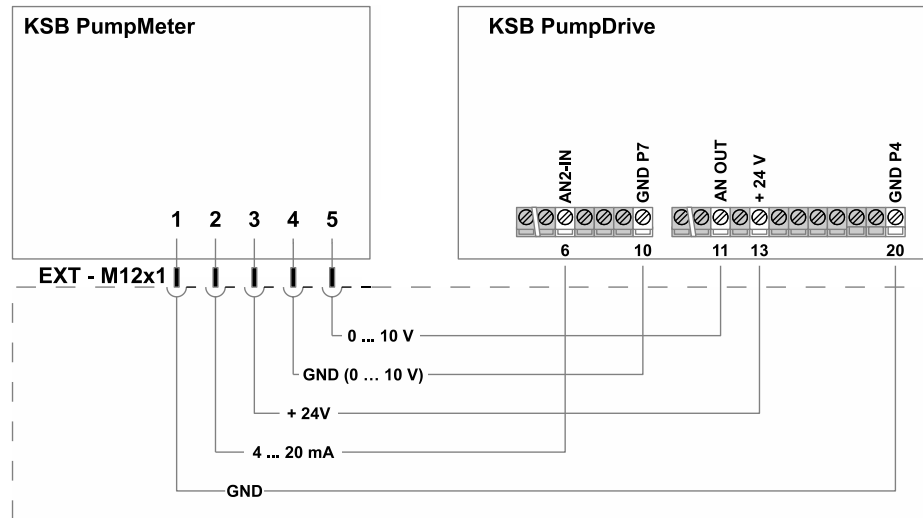 KSB PumpMeter
KSB PumpDrive
AN2-IN
GND P7
AN OUT
+ 24 V
GND P4
1 2 3 4 5
6 10 11 13 20
EXT - M12x1
0 ... 10 V
GND (0 … 10 V)
+ 24V
4 ... 20 mA
GND